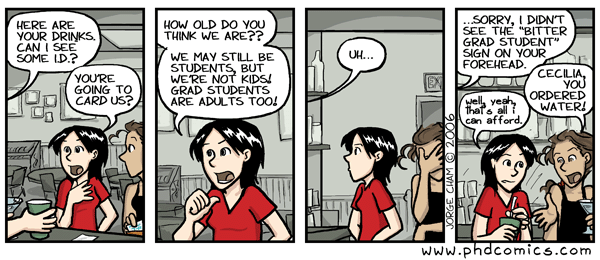 HERE ARE
YOUR DRINKS.
CAN I SEE
SOME I.D.?
YOU'RE
GOING TO
CARD US?
HOW OLD DO YOU
THINK WE ARE??
WE MAY STILL BE
STUDENTS, BUT
WE'RE NOT KIDS!
GRAD STUDENTS
ARE ADULTS TOO!
UH...
JORGE CHAM © 2006
...SORRY, I DIDN'T
SEE THE "BITTER
GRAD STUDENT"
SIGN ON YOUR
FOREHEAD.
CECILIA,
YOU
ORDERED
WATER!
well, yeah,
that's all i
can afford.
www.phdcomics.com